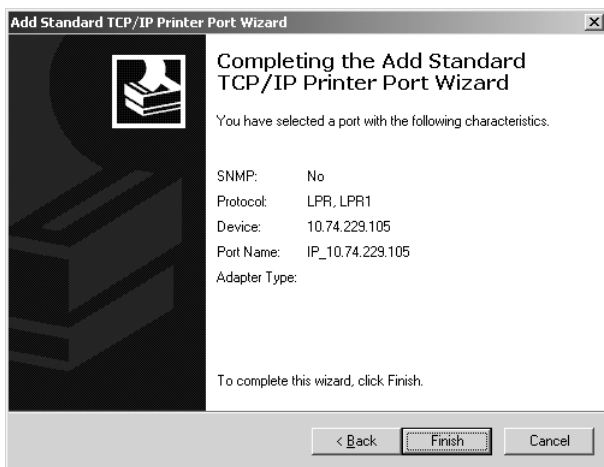 Add Standard TCP/IP Printer Port Wizard
Completing the Add Standard
TCP/IP Printer Port Wizard
You have selected a port with the following characteristics.
SNMP: No
Protocol: LPR, LPR1
Device: 10.74.229.105
Port Name: IP_10.74.229.105
Adapter Type:
To complete this wizard, click Finish.
< Back Finish Cancel